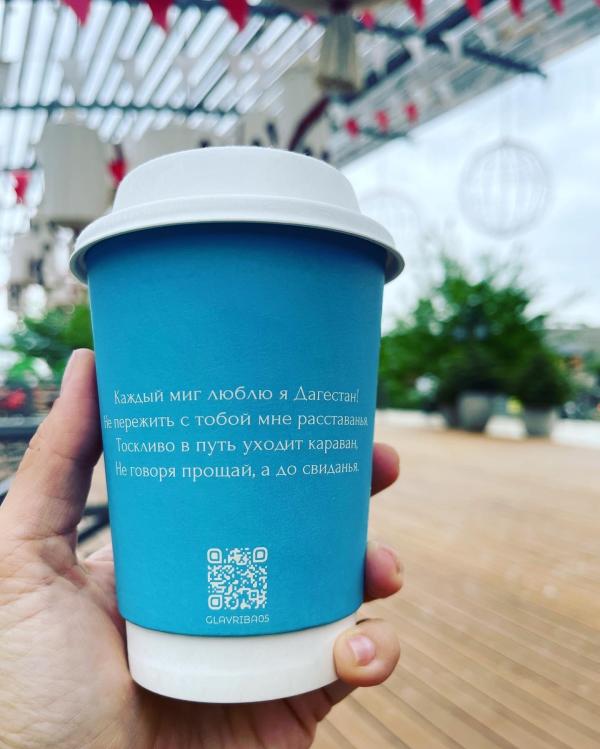 Каждый миг люблю я Дагестан!
Не пережить с тобой мне расставанья.
Тоскливо в путь уходит караван,
Не говоря прощай, а до свиданья.
GLAVRIBA05